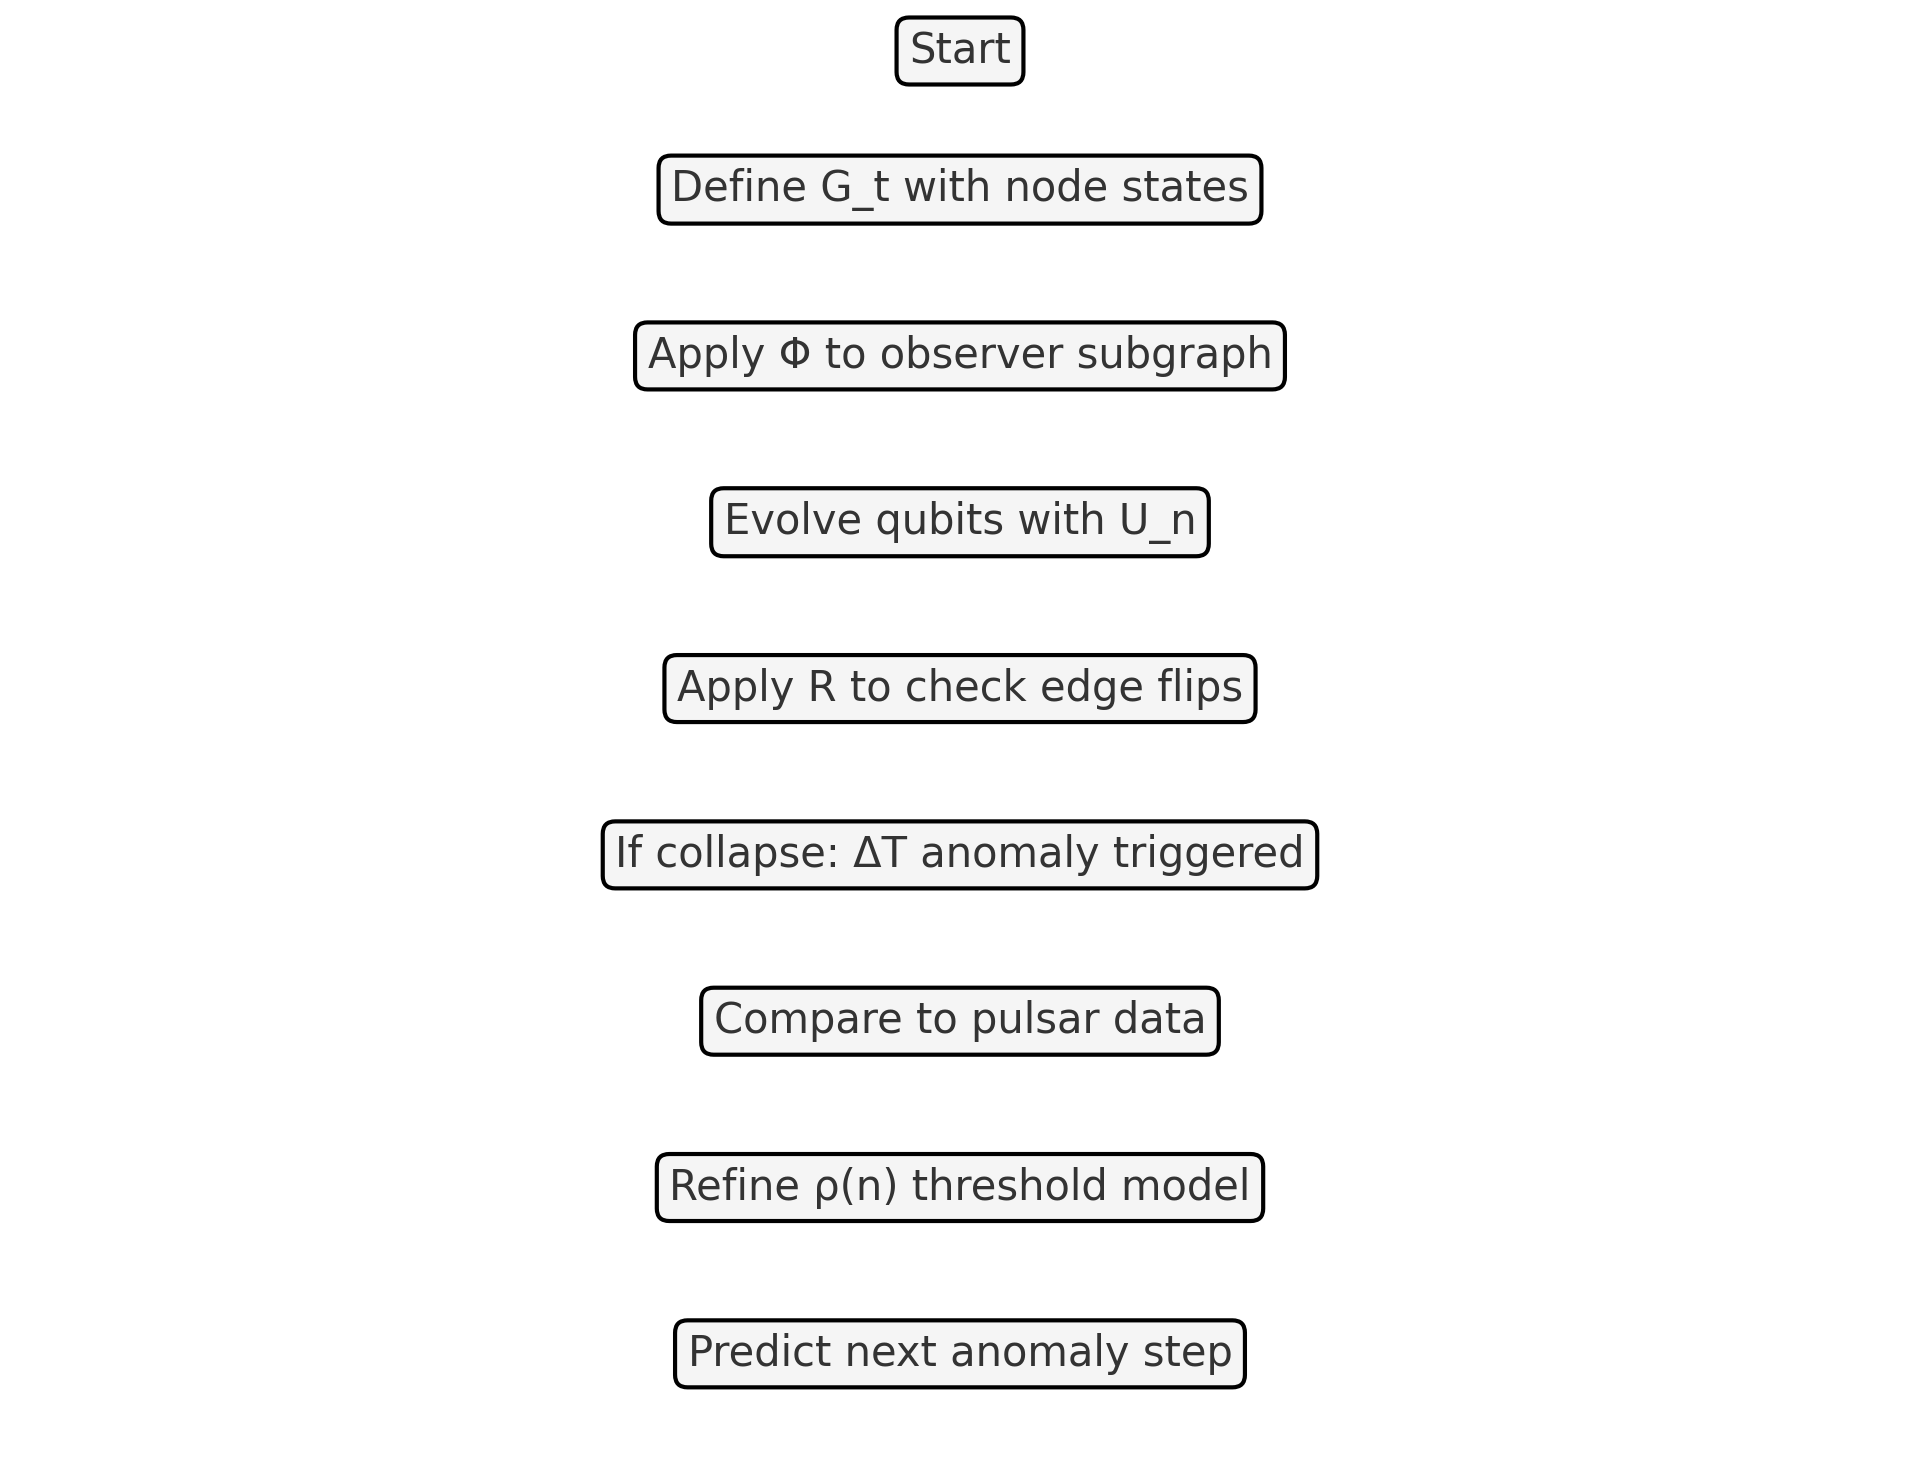 Start
Define G_t with node states
Apply Φ to observer subgraph
Evolve qubits with U_n
Apply R to check edge flips
If collapse: ΔT anomaly triggered
Compare to pulsar data
Refine ρ(n) threshold model
Predict next anomaly step